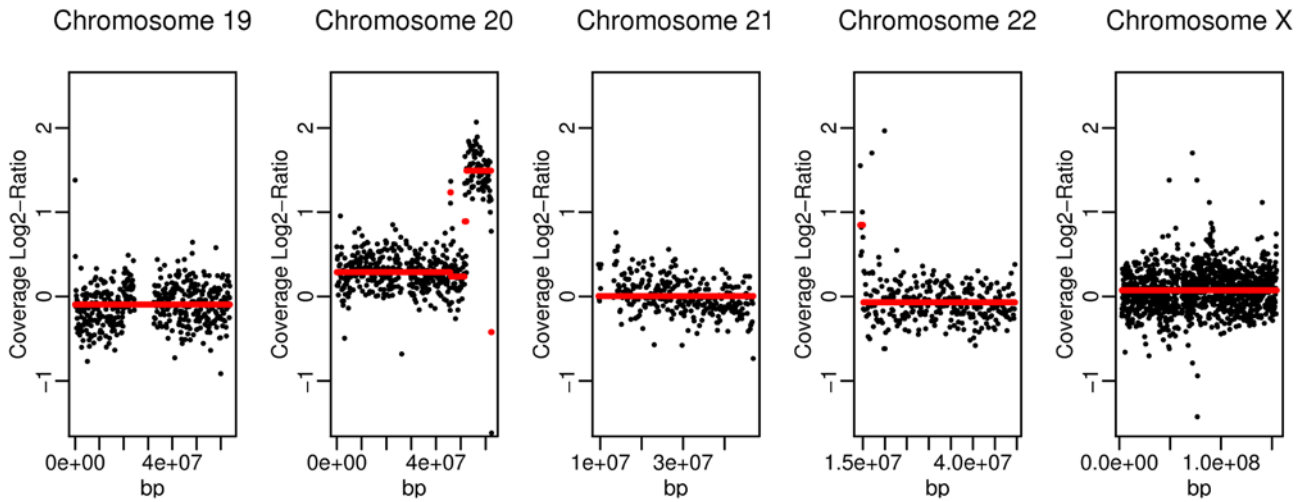 Chromosome 19
Coverage Log2−Ratio
2
1
0
−1
0e+00 4e+07
bp
Chromosome 20
Coverage Log2−Ratio
2
1
0
−1
0e+00 4e+07
bp
Chromosome 21
Coverage Log2−Ratio
2
1
0
−1
1e+07 3e+07
bp
Chromosome 22
Coverage Log2−Ratio
2
1
0
−1
1.5e+07 4.0e+07
bp
Chromosome X
Coverage Log2−Ratio
2
1
0
−1
0.0e+00 1.0e+08
bp